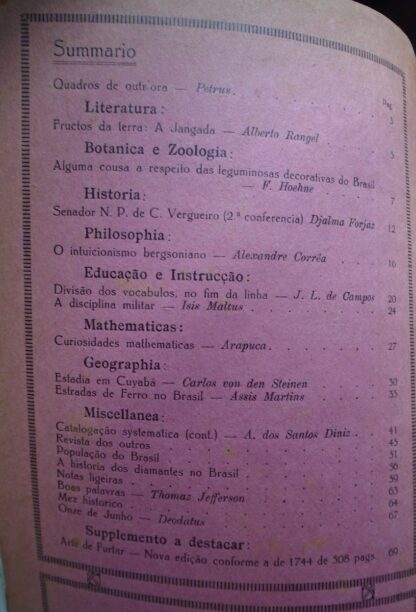 Summario
Pag.
Quadros de outr'ora — Petrus. 3
Literatura:
Fructos da terra: A Jangada — Alberto Rangel 5
Botanica e Zoologia:
Alguma cousa a respeito das leguminosas decorativas do Brasil
— F. Hoehne 7
Historia:
Senador N. P. de C. Vergueiro (2.ª conferencia) Djalma Forjaz 12
Philosophia:
O intuicionismo bergsoniano — Alexandre Corrêa 16
Educação e Instrucção:
Divisão dos vocabulos, no fim da linha — J. L. de Campos 20
A disciplina militar — Isis Maltus 24
Mathematicas:
Curiosidades mathematicas — Arapuca. 27
Geographia:
Estadia em Cuyabá — Carlos von den Steinen 30
Estradas de Ferro no Brasil — Assis Martins 35
Miscellanea:
Catalogação systematica (cont.) — A. dos Santos Diniz 41
Revista dos outros 45
População do Brasil 51
A historia dos diamantes no Brasil 56
Notas ligeiras 59
Boas palavras — Thomaz Jefferson 63
Mez historico 64
Onze de Junho — Deodatus 67
Supplemento a destacar:
Arte de Furtar — Nova edição conforme a de 1744 de 508 pags. 69